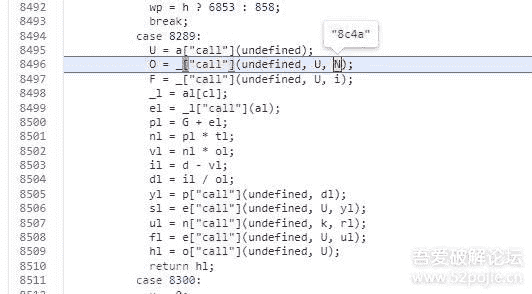 8492 wp = h ? 6853 : 858;
8493 break;
8494 case 8289:
"8c4a"
8495 U = a["call"](undefined);
8496 O = _["call"](undefined, U, N);
8497 F = _["call"](undefined, U, i);
8498 _l = al[cl];
8499 el = _l["call"](al);
8500 pl = G + el;
8501 nl = pl * tl;
8502 vl = nl * ol;
8503 il = d - vl;
8504 dl = il / ol;
8505 yl = p["call"](undefined, dl);
8506 sl = e["call"](undefined, U, yl);
8507 ul = n["call"](undefined, k, rl);
8508 fl = e["call"](undefined, U, ul);
8509 hl = o["call"](undefined, U);
8510 return hl;
8511 case 8300:
吾爱破解论坛
www.52pojie.cn